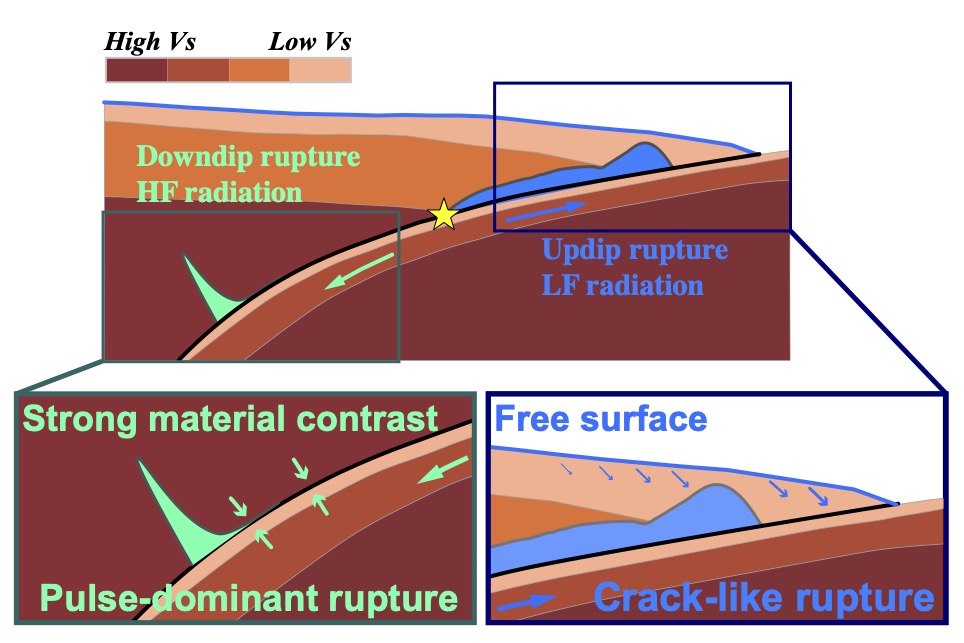 High Vs Low Vs
Downdip rupture
HF radiation
Updip rupture
LF radiation
Strong material contrast
Pulse-dominant rupture
Free surface
Crack-like rupture